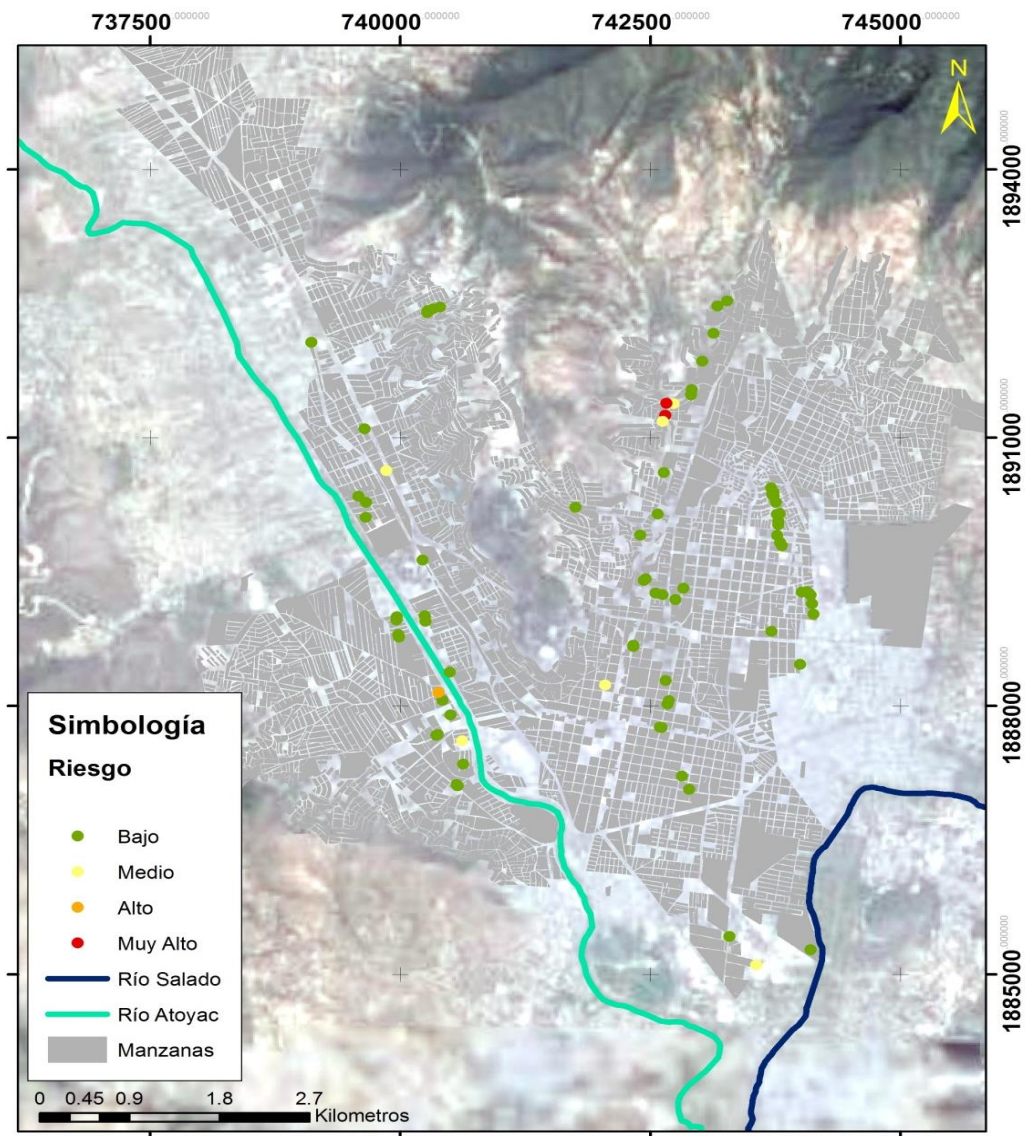 737500.000000 740000.000000 742500.000000 745000.000000
N
1894000.000000
1891000.000000
1888000.000000
1885000.000000
Simbología
Riesgo
Bajo
Medio
Alto
Muy Alto
Río Salado
Río Atoyac
Manzanas
0 0.45 0.9 1.8 2.7
Kilometros